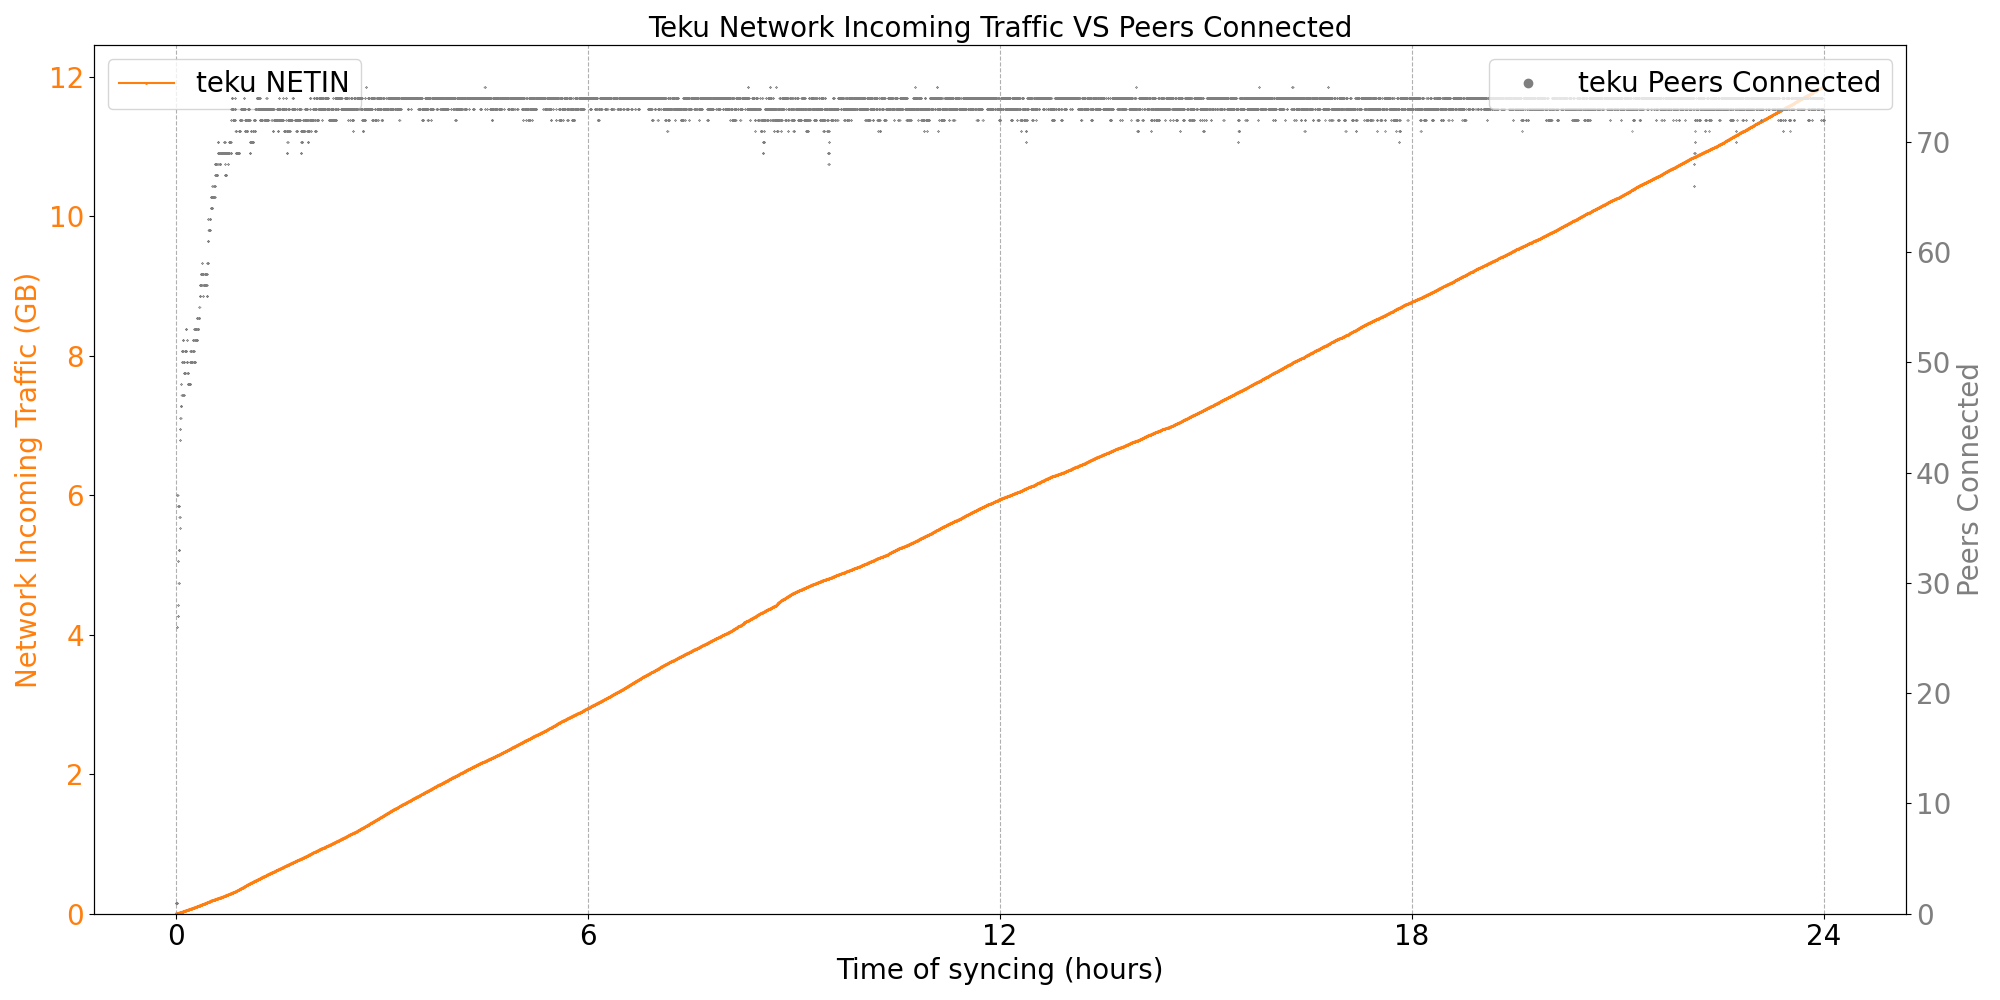 Teku Network Incoming Traffic VS Peers Connected
teku NETIN
teku Peers Connected
Network Incoming Traffic (GB)
12
10
8
6
4
2
0
70
60
50
40
30
20
10
0
Peers Connected
0 6 12 18 24
Time of syncing (hours)